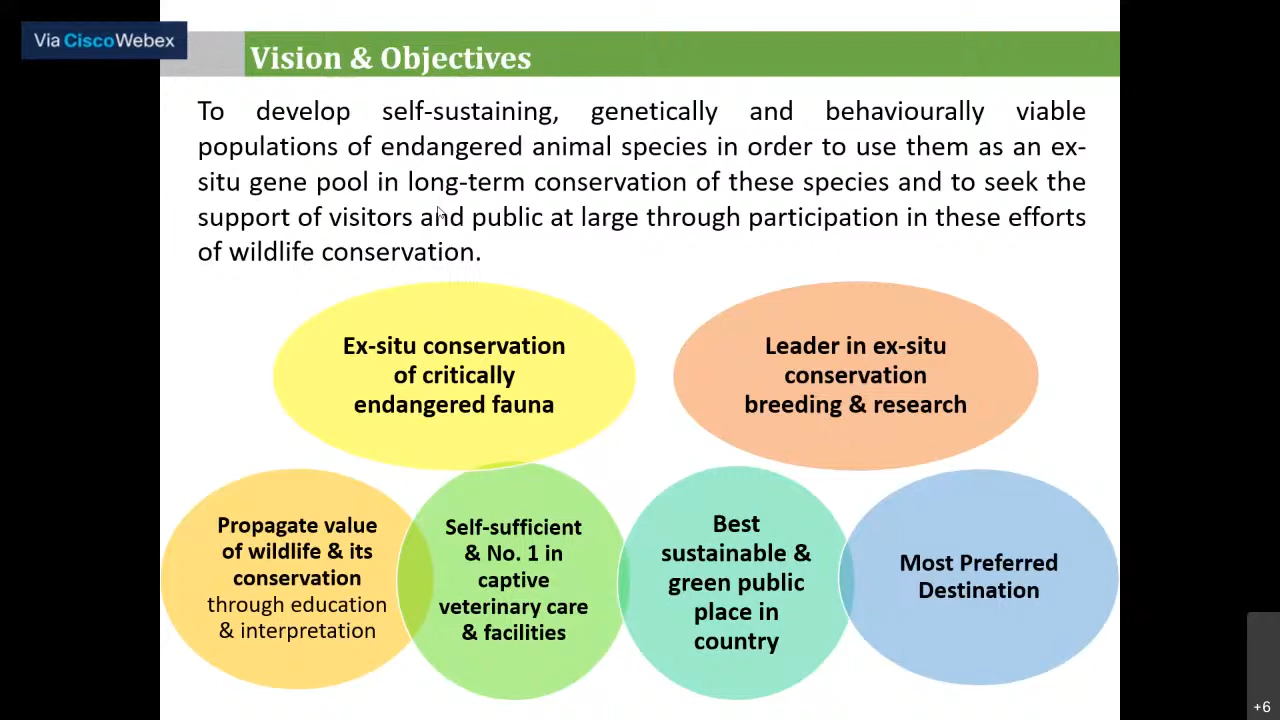 Via CiscoWebex
Vision & Objectives
To develop self-sustaining, genetically and behaviourally viable
populations of endangered animal species in order to use them as an ex-
situ gene pool in long-term conservation of these species and to seek the
support of visitors and public at large through participation in these efforts
of wildlife conservation.
Ex-situ conservation
of critically
endangered fauna
Leader in ex-situ
conservation
breeding & research
Propagate value
of wildlife & its
conservation
through education
& interpretation
Self-sufficient
& No. 1 in
captive
veterinary care
& facilities
Best
sustainable &
green public
place in
country
Most Preferred
Destination
+6